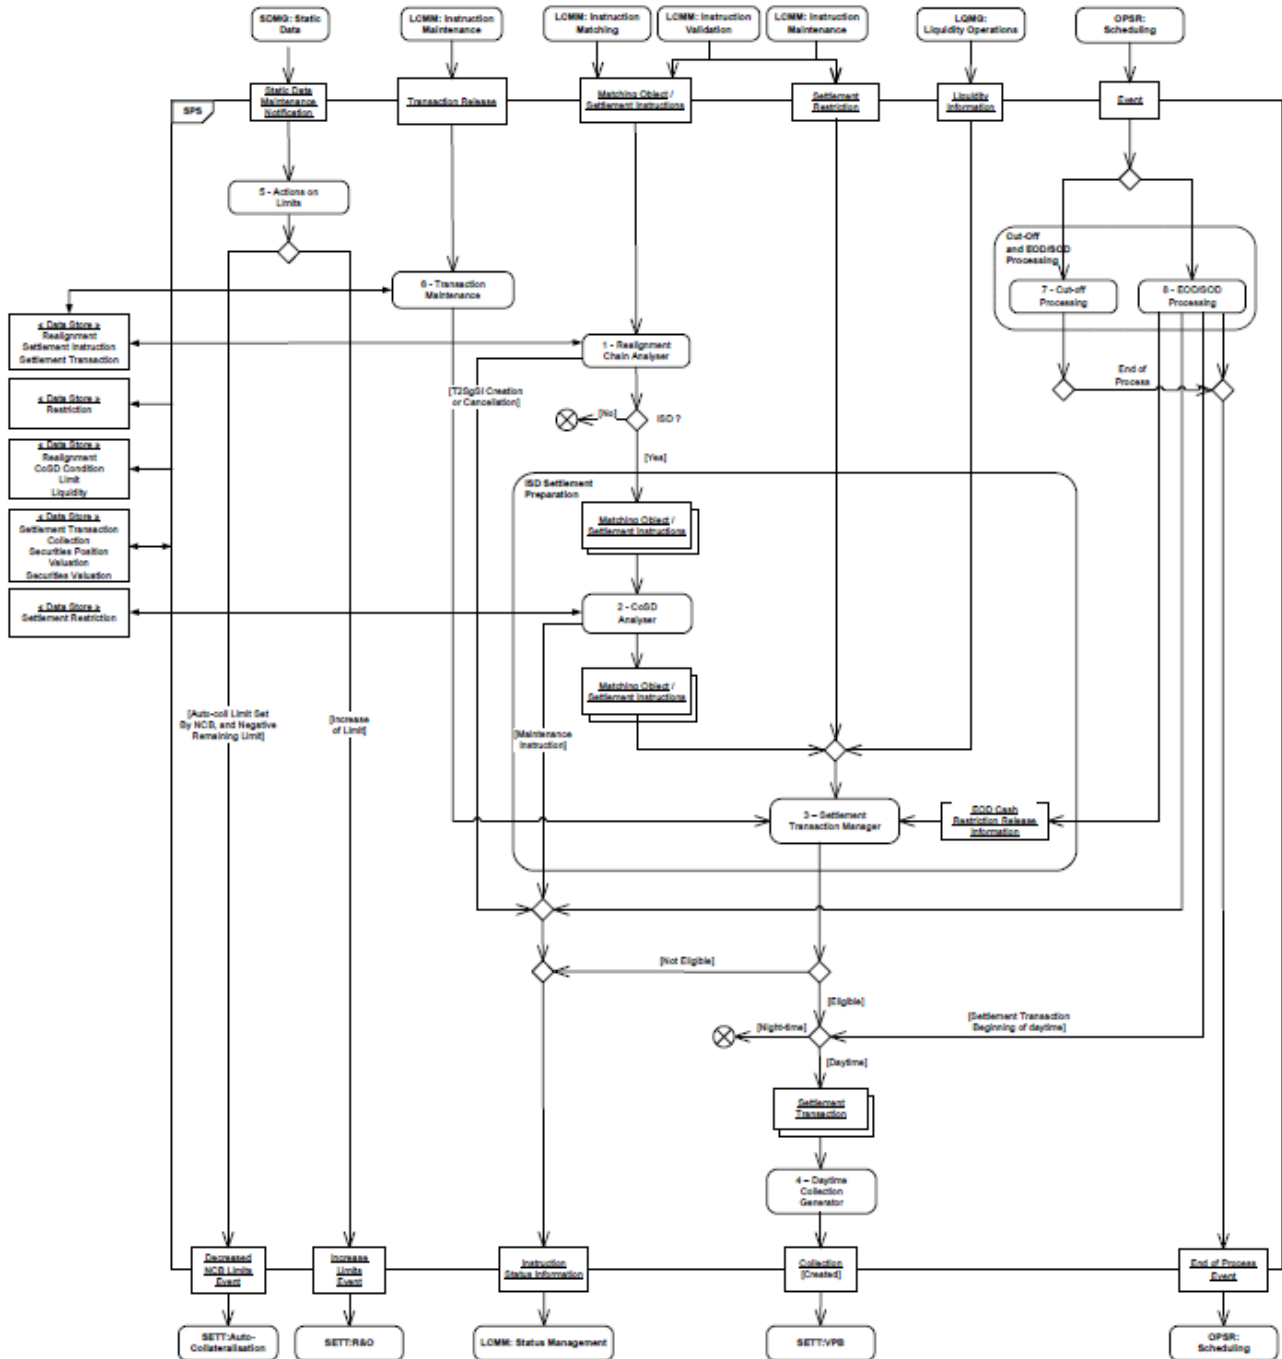 SDMG: Static
Data
LCMM: Instruction
Maintenance
LCMM: Instruction
Matching
LCMM: Instruction
Validation
LCMM: Instruction
Maintenance
LQMG:
Liquidity Operations
OPSR:
Scheduling
SPS
Static Data
Maintenance
Notification
Transaction Release
Matching Object /
Settlement Instructions
Settlement
Restriction
Liquidity
Information
Event
5 - Actions on
Limits
Cut-Off
and EOD/SOD
Processing
6 - Transaction
Maintenance
7 - Cut-off
Processing
8 - EOD/SOD
Processing
« Data Store »
Realignment
Settlement Instruction
Settlement Transaction
1 - Realignment
Chain Analyser
End of
Process
« Data Store »
Restriction
[T2SgSI Creation
or Cancellation]
[No]
ISD ?
[Yes]
« Data Store »
Realignment
CoSD Condition
Limit
Liquidity
ISD Settlement
Preparation
« Data Store »
Settlement Transaction
Collection
Securities Position
Valuation
Securities Valuation
Matching Object /
Settlement Instructions
« Data Store »
Settlement Restriction
2 - CoSD
Analyser
Matching Object /
Settlement Instructions
[Auto-coll Limit Set
By NCB, and Negative
Remaining Limit]
[Increase
of Limit]
[Maintenance
Instruction]
3 – Settlement
Transaction Manager
EOD Cash
Restriction Release
Information
[Not Eligible]
[Eligible]
[Settlement Transaction
Beginning of daytime]
[Night-time]
[Daytime]
Settlement
Transaction
4 – Daytime
Collection
Generator
Decreased
NCB Limits
Event
Increase
Limits
Event
Instruction
Status Information
Collection
[Created]
End of Process
Event
SETT:Auto-
Collateralisation
SETT:R&O
LCMM: Status Management
SETT:VPB
OPSR:
Scheduling